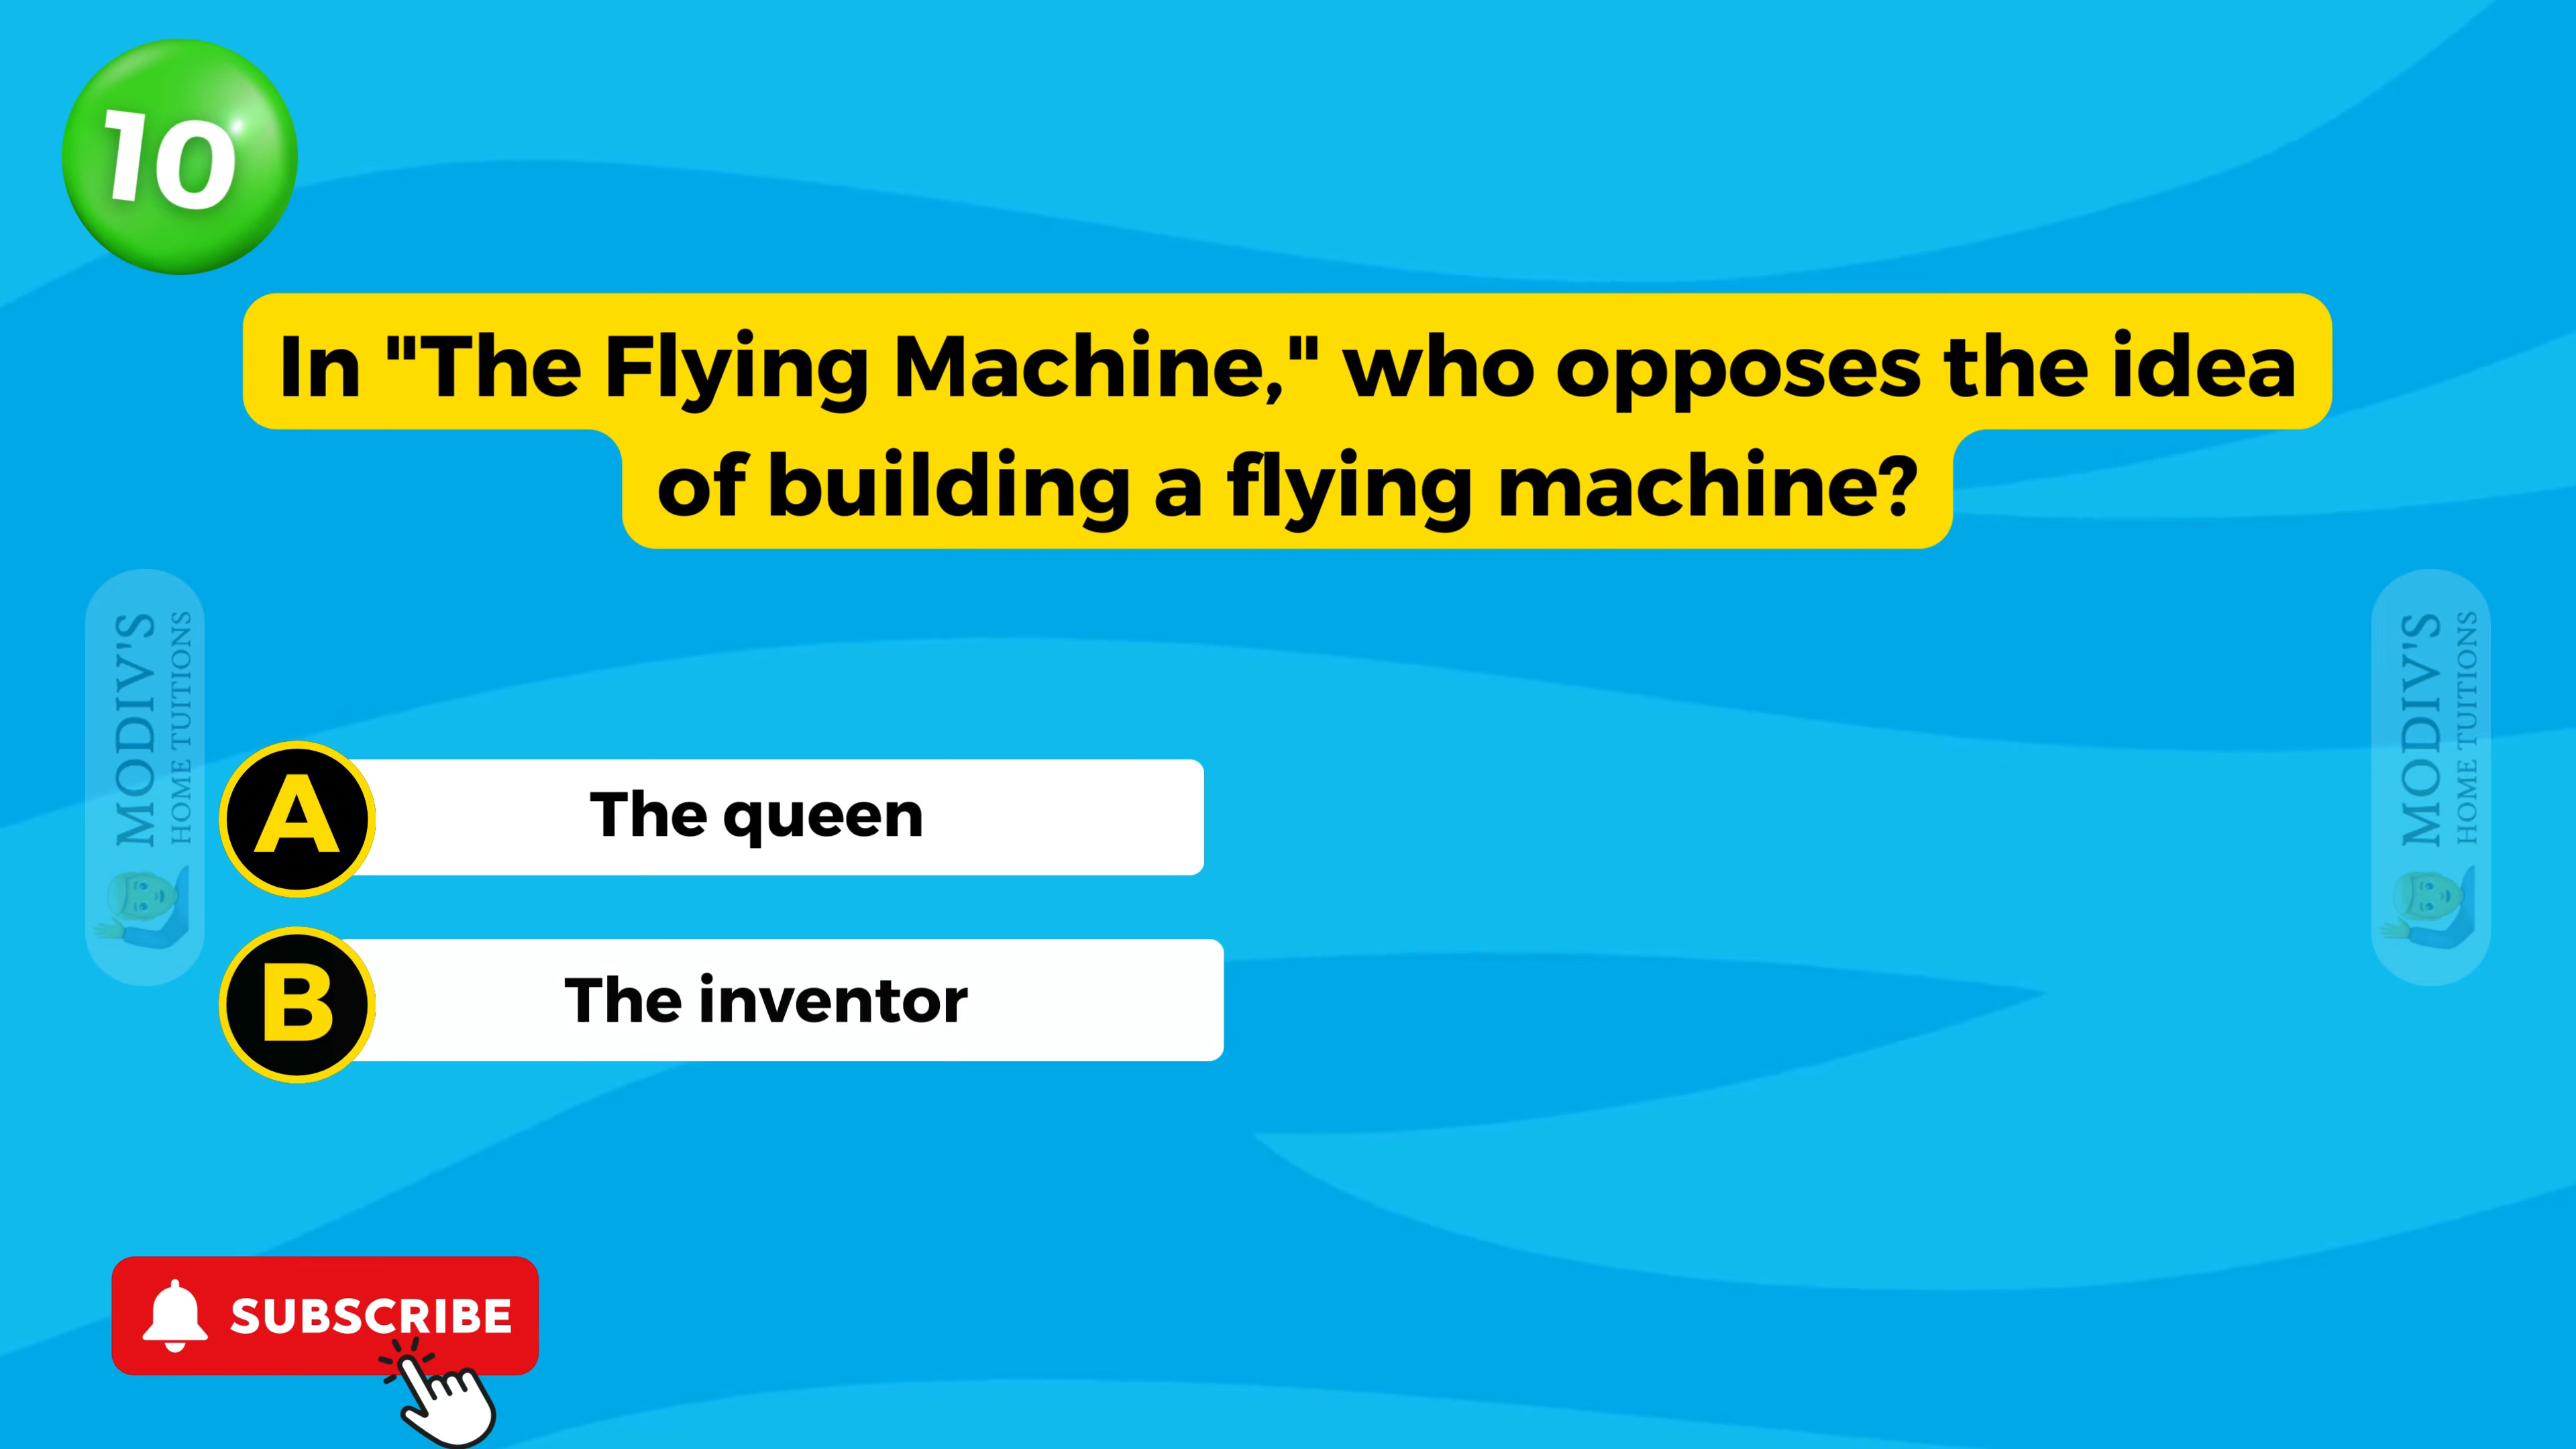 10
In "The Flying Machine," who opposes the idea
of building a flying machine?
MODIV'S
HOME TUITIONS
MODIV'S
HOME TUITIONS
A
The queen
B
The inventor
SUBSCRIBE